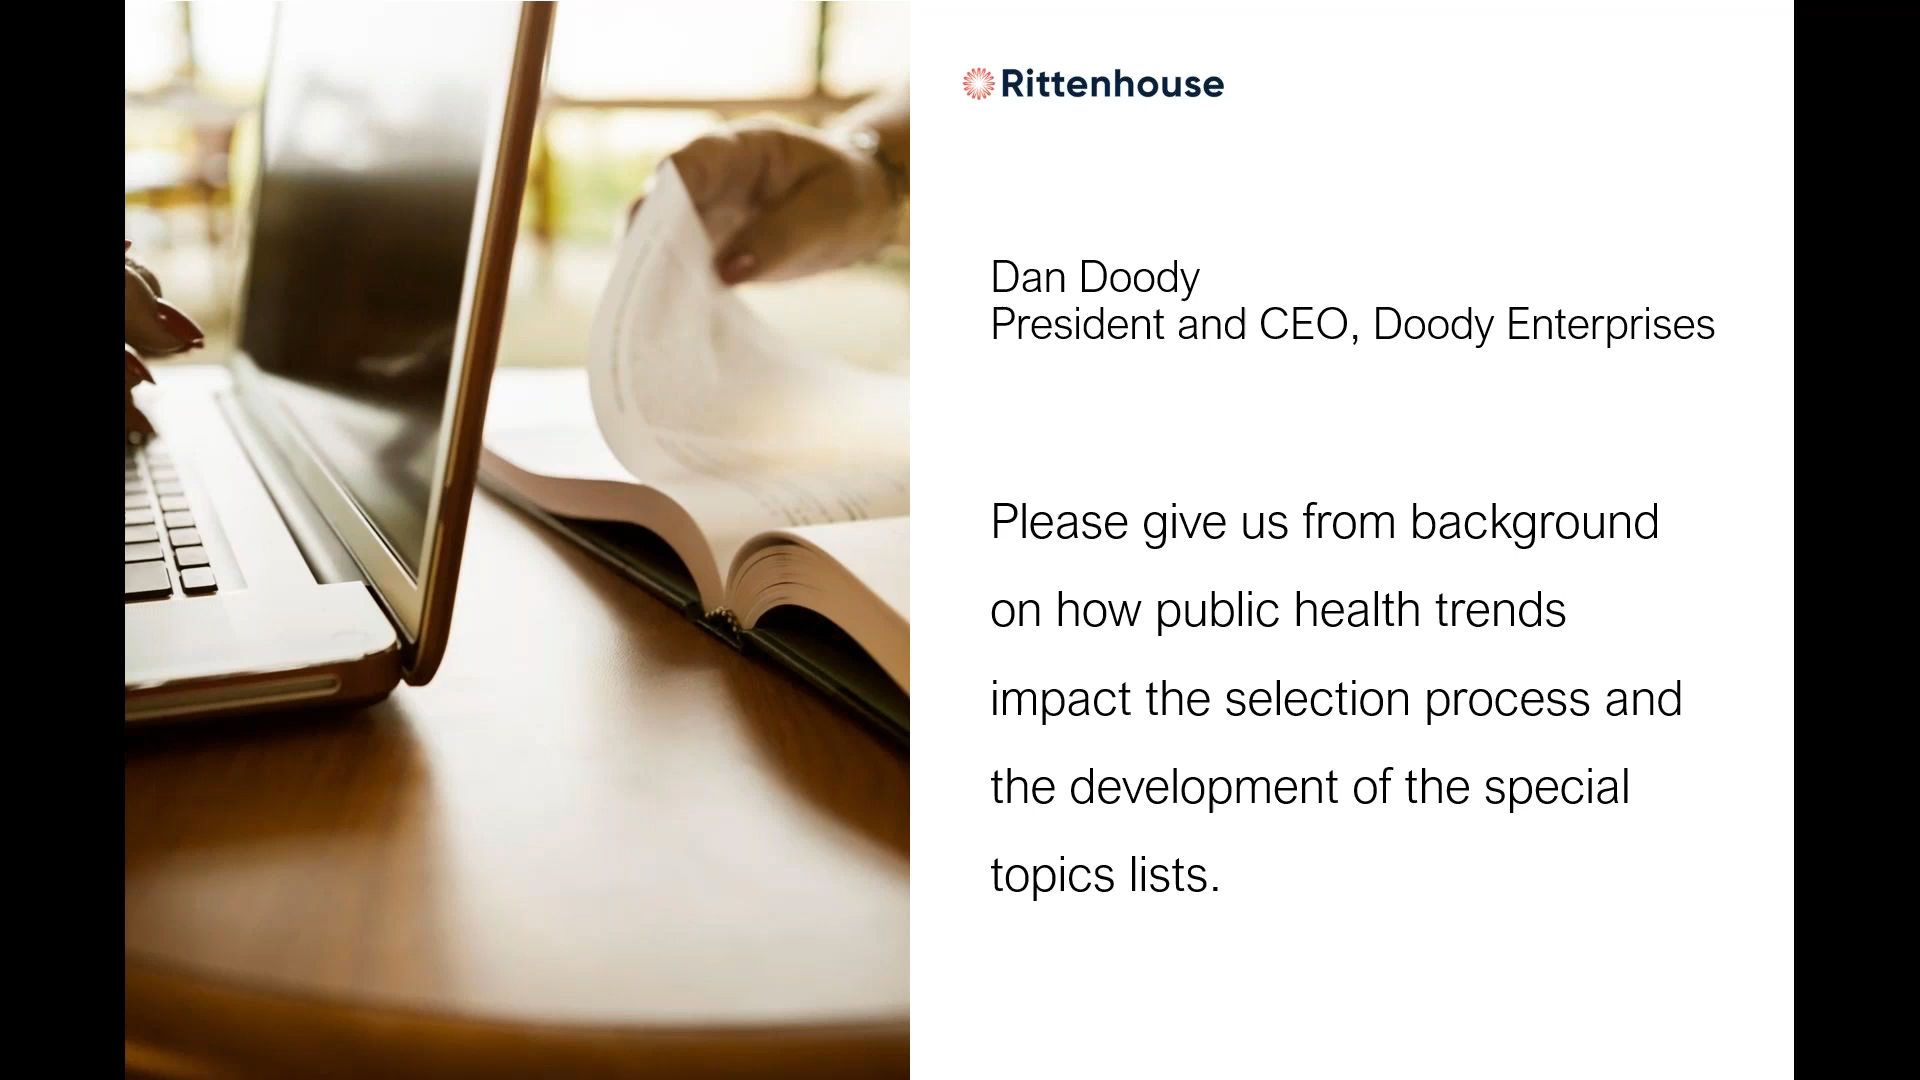 Rittenhouse
Dan Doody
President and CEO, Doody Enterprises
Please give us from background
on how public health trends
impact the selection process and
the development of the special
topics lists.